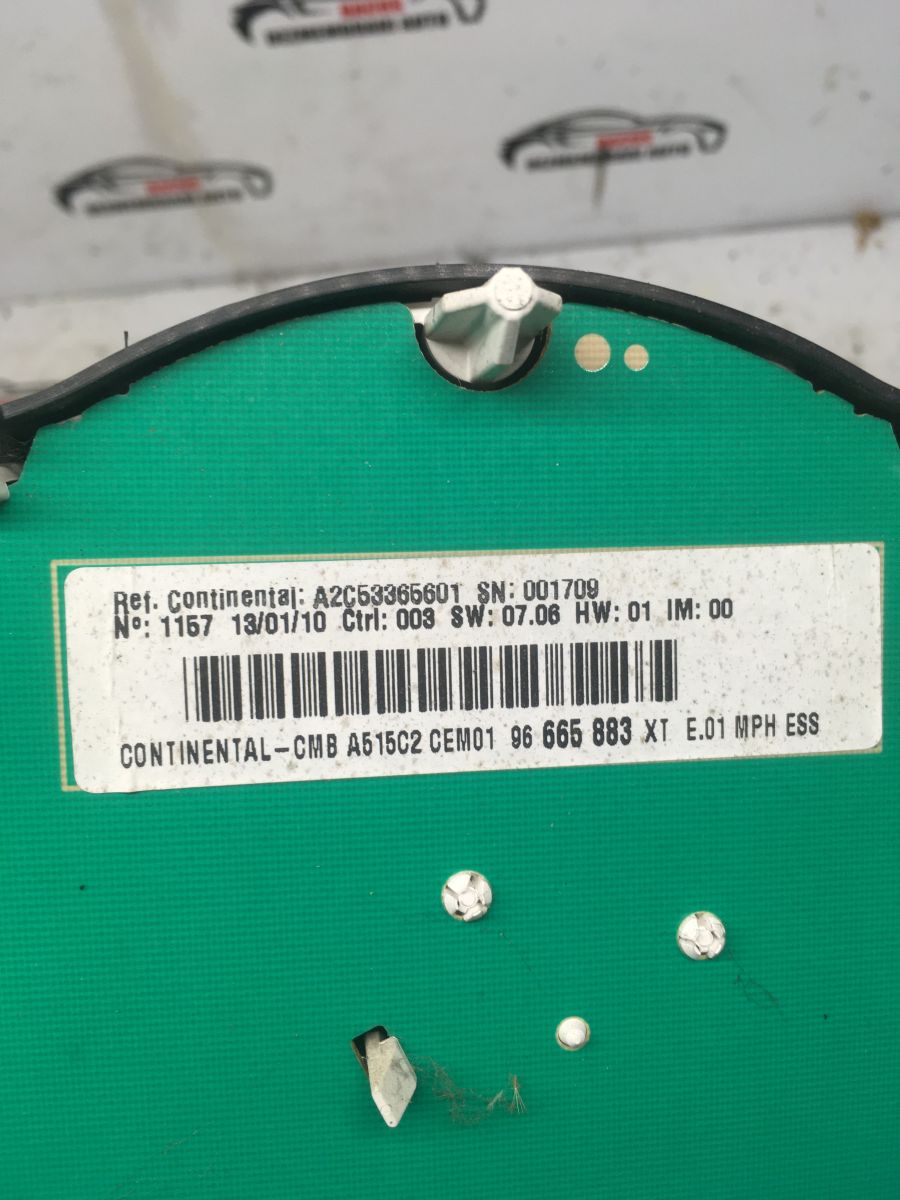 Ref. Continental: A2C53365601 SN: 001709
Nº: 1157 13/01/10 Ctrl: 003 SW: 07.06 HW: 01 IM: 00
CONTINENTAL-CMB A515C2 CEM01 96 665 883 XT E.01 MPH ESS